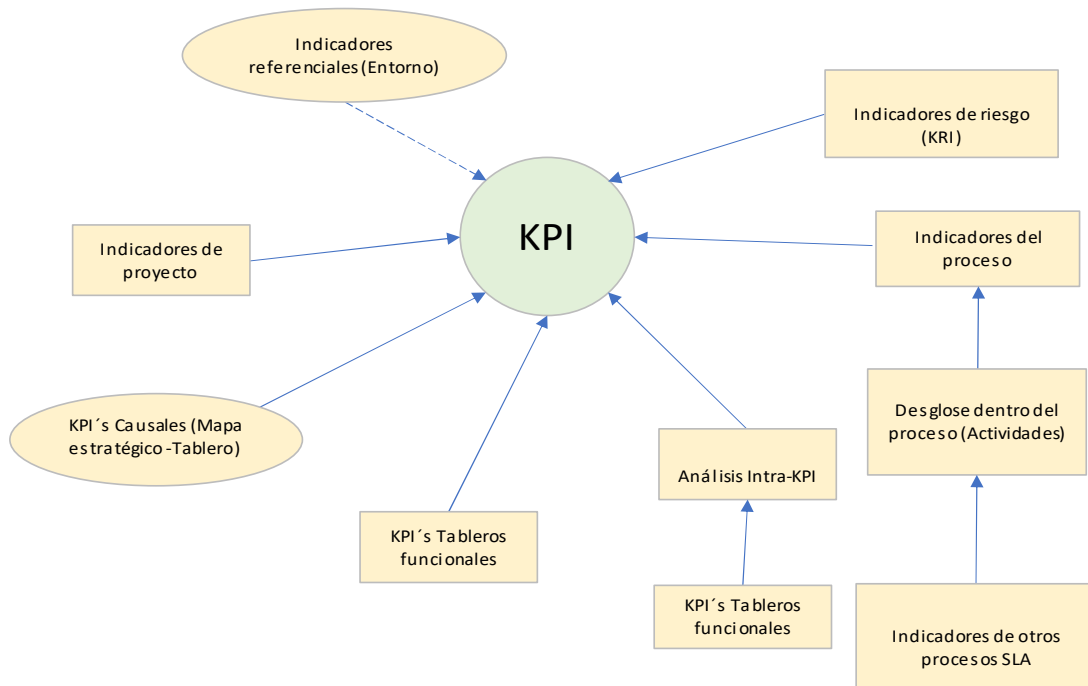 Indicadores
referenciales (Entorno)
Indicadores de riesgo
(KRI)
KPI
Indicadores de
proyecto
Indicadores del
proceso
KPI´s Causales (Mapa
estratégico -Tablero)
Desglose dentro del
proceso (Actividades)
Análisis Intra-KPI
KPI´s Tableros
funcionales
KPI´s Tableros
funcionales
Indicadores de otros
procesos SLA